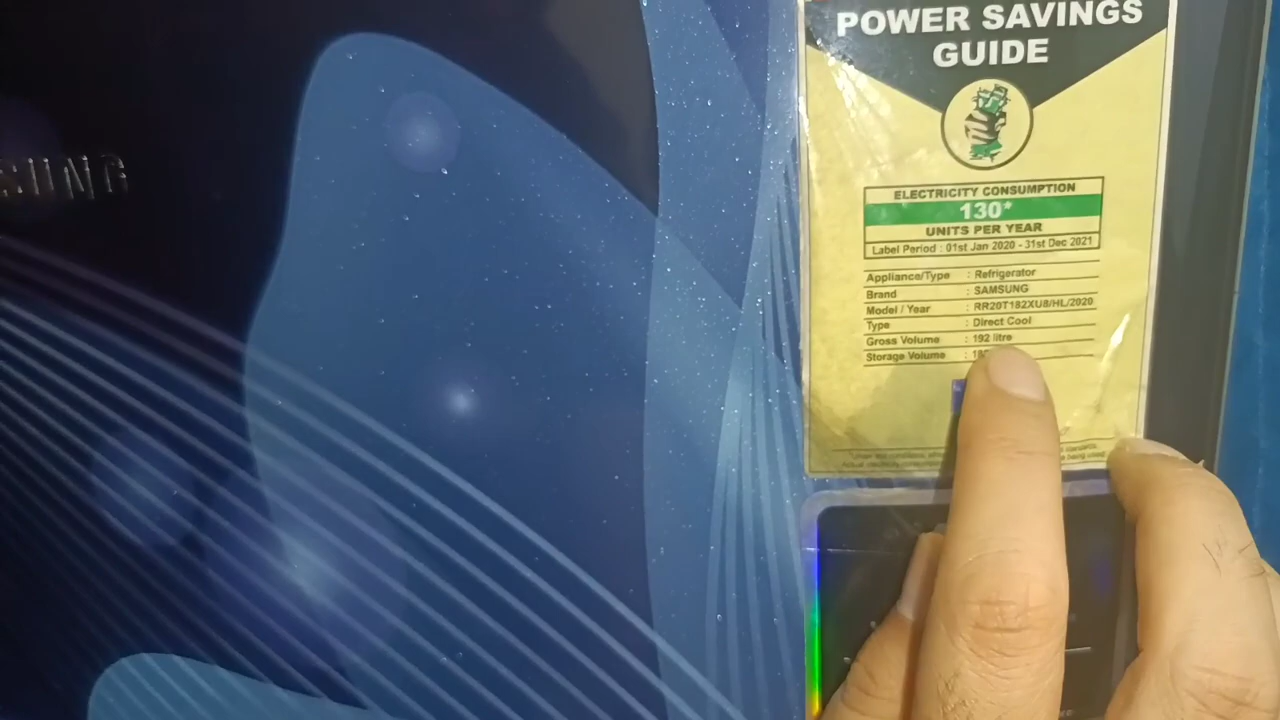 POWER SAVINGS
GUIDE
ELECTRICITY CONSUMPTION
130*
UNITS PER YEAR
Label Period : 01st Jan 2020 - 31st Dec 2021
Appliance/Type : Refrigerator
Brand : SAMSUNG
Model / Year : RR20T182XU8/HL/2020
Type : Direct Cool
Gross Volume : 192 litre
Storage Volume :